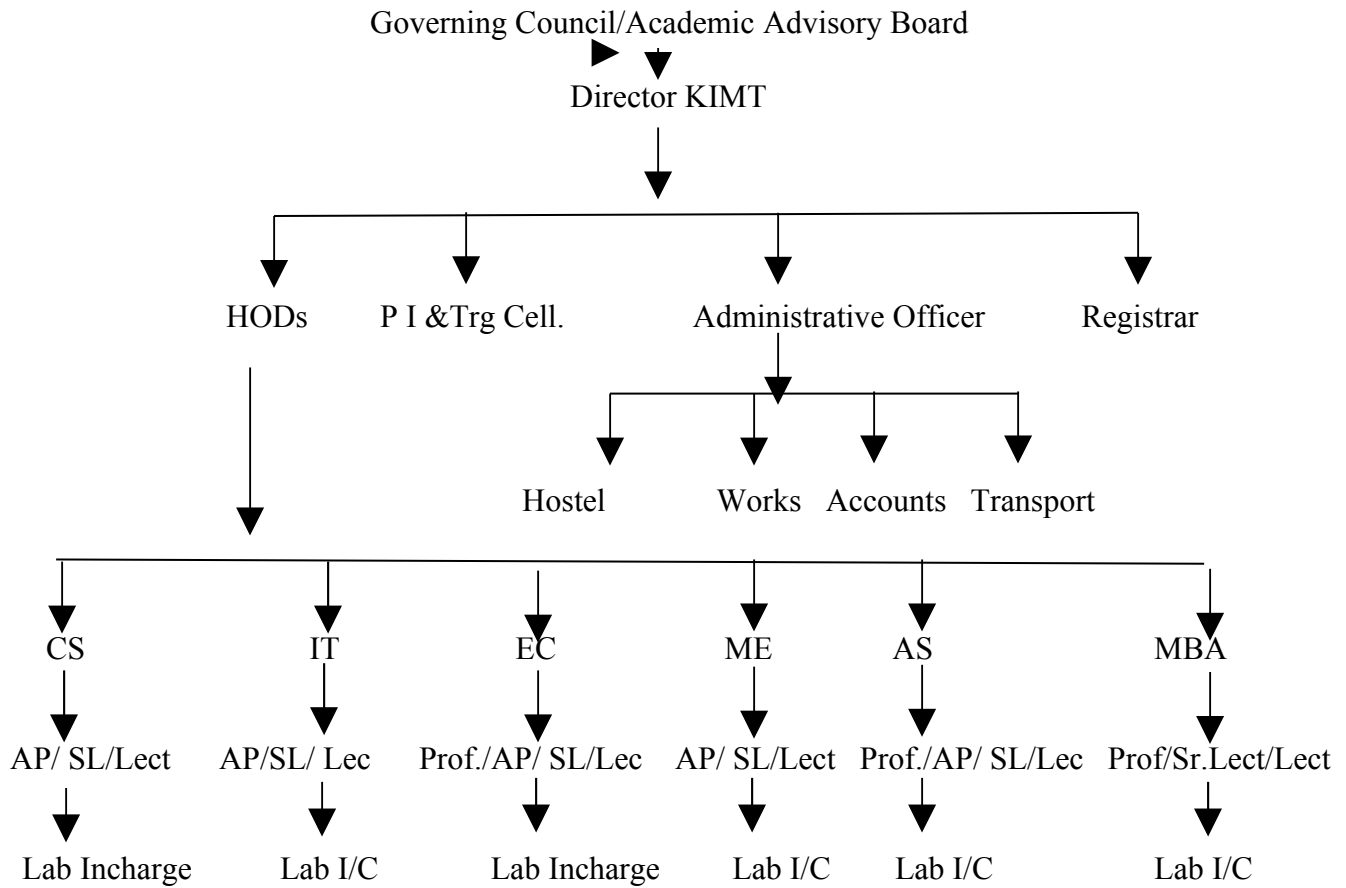 Governing Council/Academic Advisory Board
Director KIMT
HODs P I &Trg Cell. Administrative Officer Registrar
Hostel Works Accounts Transport
CS IT EC ME AS MBA
AP/ SL/Lect AP/SL/ Lec Prof./AP/ SL/Lec AP/ SL/Lect Prof./AP/ SL/Lec Prof/Sr.Lect/Lect
Lab Incharge Lab I/C Lab Incharge Lab I/C Lab I/C Lab I/C